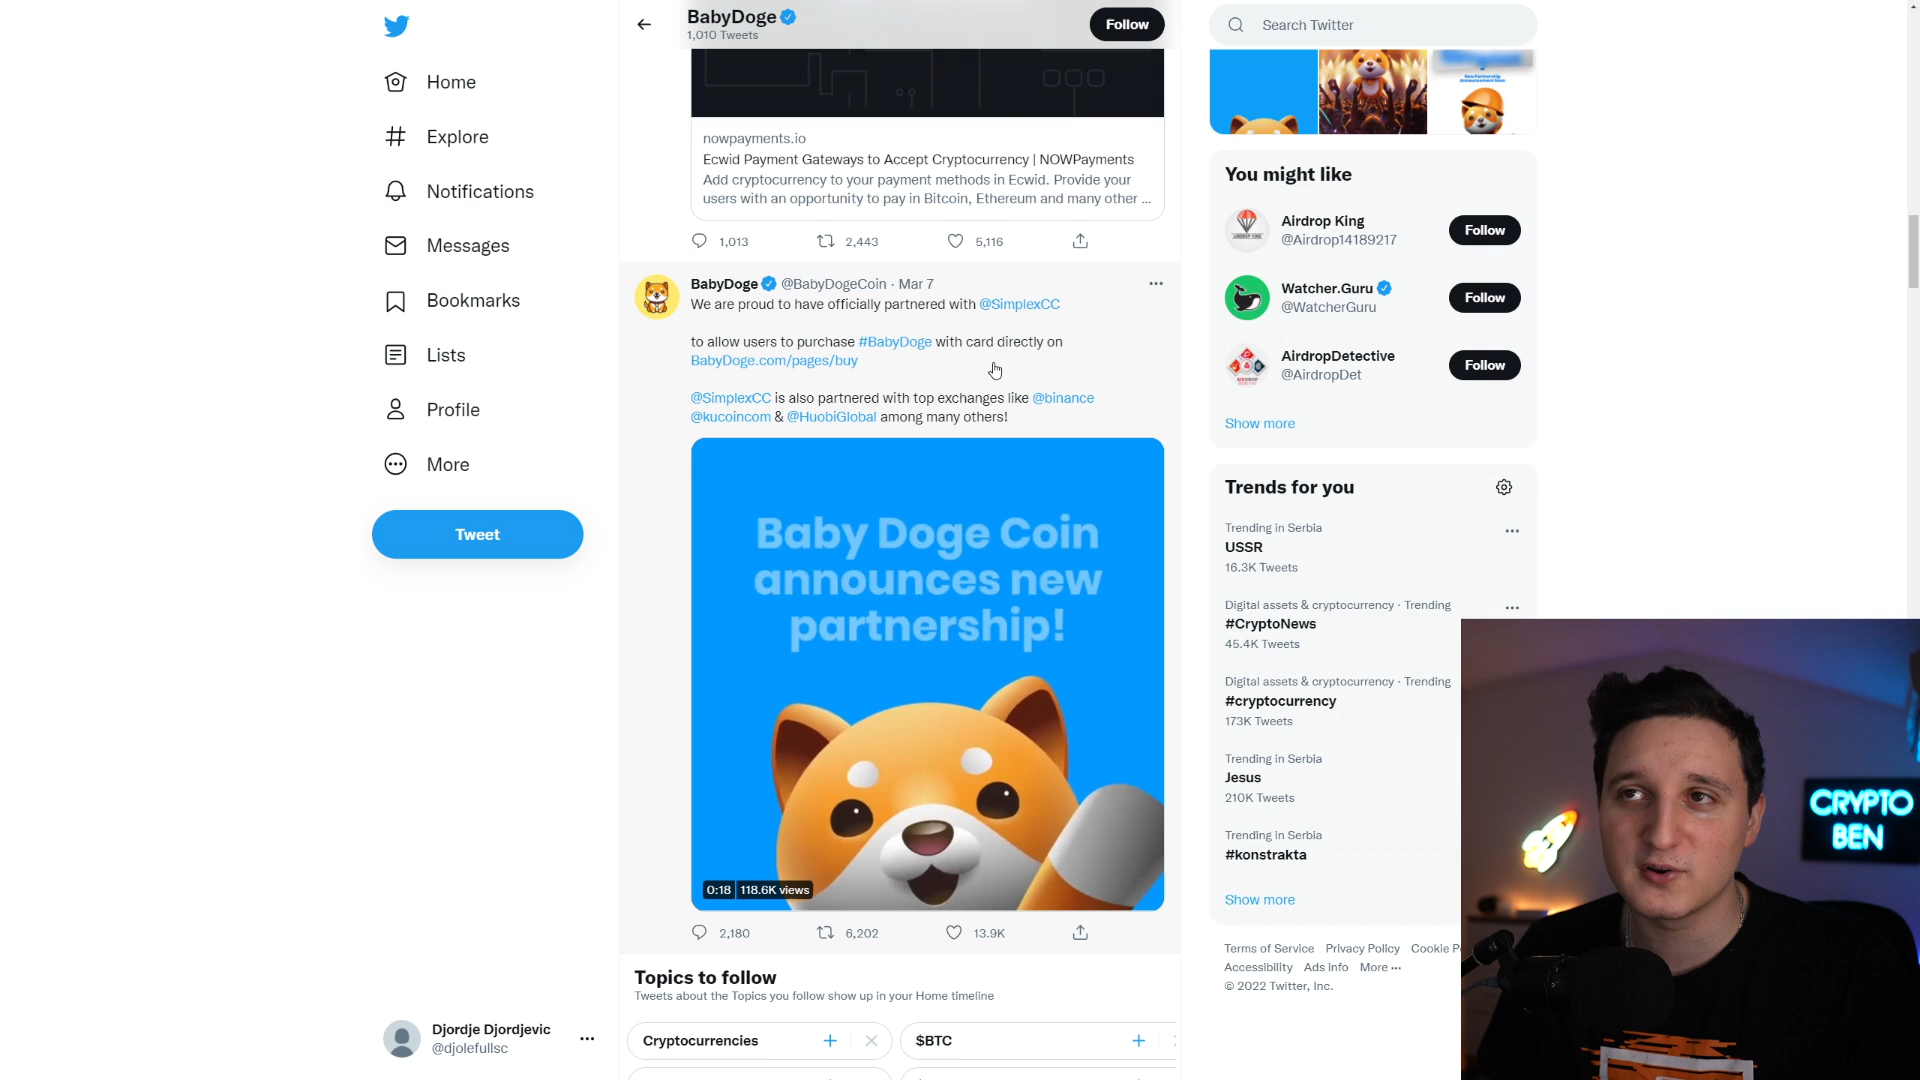 BabyDoge
1,010 Tweets
Follow
Search Twitter
Home
Explore
Notifications
Messages
Bookmarks
Lists
Profile
More
Tweet
Djordje Djordjevic
@djolefullsc
nowpayments.io
Ecwid Payment Gateways to Accept Cryptocurrency | NOWPayments
Add cryptocurrency to your payment methods in Ecwid. Provide your
users with an opportunity to pay in Bitcoin, Ethereum and many other ...
1,013 2,443 5,116
BabyDoge @BabyDogeCoin · Mar 7
We are proud to have officially partnered with @SimplexCC
to allow users to purchase #BabyDoge with card directly on
BabyDoge.com/pages/buy
@SimplexCC is also partnered with top exchanges like @binance
@kucoincom & @HuobiGlobal among many others!
Baby Doge Coin
announces new
partnership!
0:18 118.6K views
2,180 6,202 13.9K
Topics to follow
Tweets about the Topics you follow show up in your Home timeline
Cryptocurrencies
$BTC
New Partnership
You might like
Airdrop King
@Airdrop14189217
Follow
Watcher.Guru
@WatcherGuru
Follow
AirdropDetective
@AirdropDet
Follow
Show more
Trends for you
Trending in Serbia
USSR
16.3K Tweets
Digital assets & cryptocurrency · Trending
#CryptoNews
45.4K Tweets
Digital assets & cryptocurrency · Trending
#cryptocurrency
173K Tweets
Trending in Serbia
Jesus
210K Tweets
Trending in Serbia
#konstrakta
Show more
Terms of Service Privacy Policy Cookie
Accessibility Ads info More ...
© 2022 Twitter, Inc.
CRYPTO
BEN